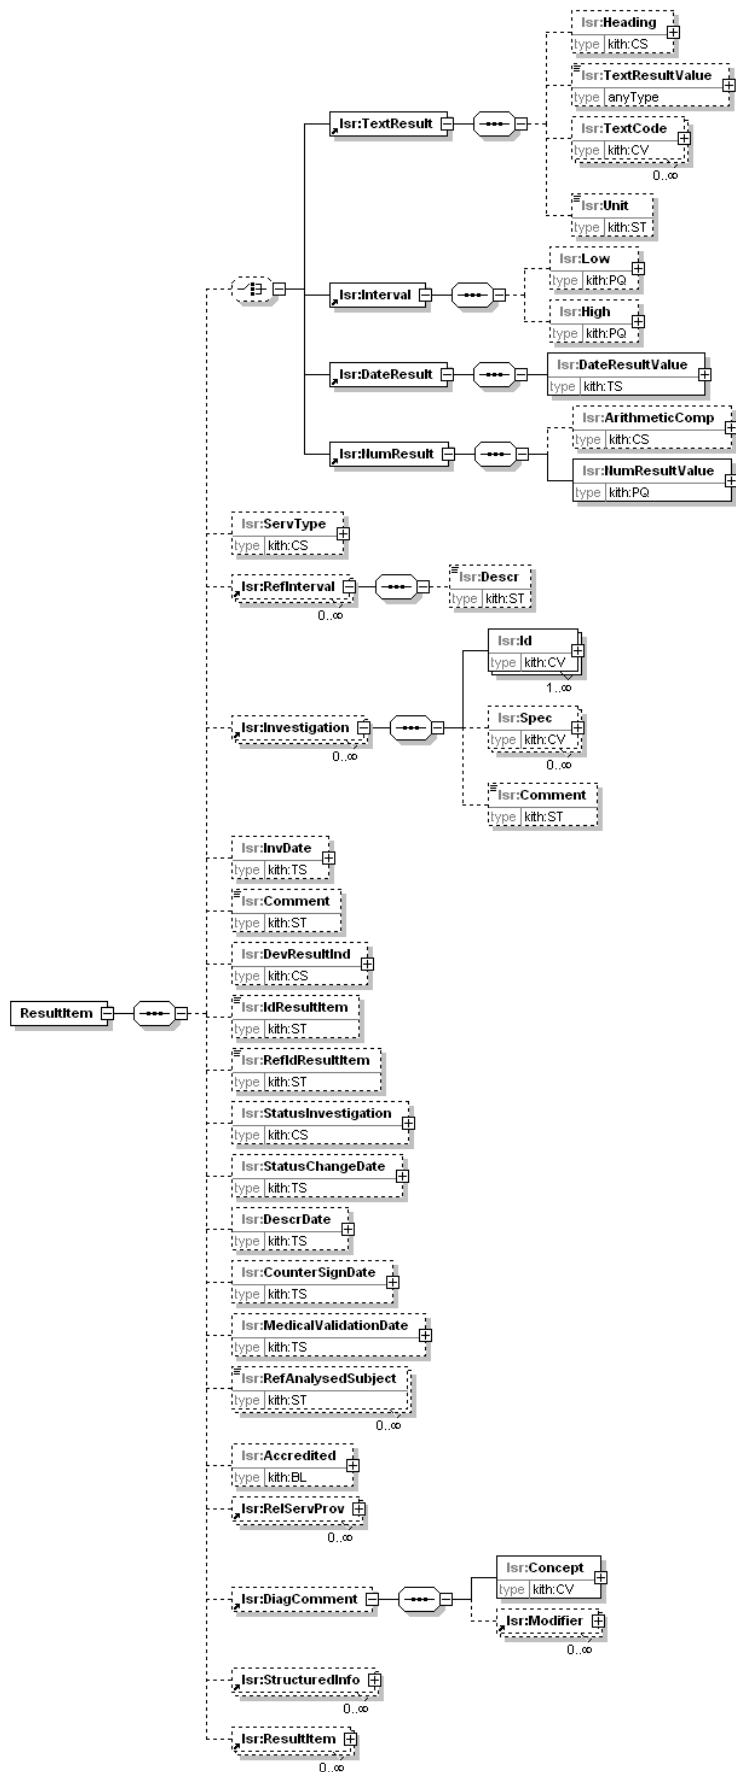 lsr:Heading
type kith:CS
lsr:TextResultValue
type anyType
lsr:TextResult
lsr:TextCode
type kith:CV
0..∞
lsr:Unit
type kith:ST
lsr:Low
type kith:PQ
lsr:Interval
lsr:High
type kith:PQ
lsr:DateResult
lsr:DateResultValue
type kith:TS
lsr:ArithmeticComp
type kith:CS
lsr:NumResult
lsr:NumResultValue
type kith:PQ
lsr:ServType
type kith:CS
lsr:RefInterval
0..∞
lsr:Descr
type kith:ST
lsr:Id
type kith:CV
1..∞
lsr:Investigation
0..∞
lsr:Spec
type kith:CV
0..∞
lsr:Comment
type kith:ST
lsr:InvDate
type kith:TS
lsr:Comment
type kith:ST
lsr:DevResultInd
type kith:CS
ResultItem
lsr:IdResultItem
type kith:ST
lsr:RefIdResultItem
type kith:ST
lsr:StatusInvestigation
type kith:CS
lsr:StatusChangeDate
type kith:TS
lsr:DescrDate
type kith:TS
lsr:CounterSignDate
type kith:TS
lsr:MedicalValidationDate
type kith:TS
lsr:RefAnalysedSubject
type kith:ST
0..∞
lsr:Accredited
type kith:BL
lsr:RelServProv
0..∞
lsr:DiagComment
lsr:Concept
type kith:CV
lsr:Modifier
0..∞
lsr:StructuredInfo
0..∞
lsr:ResultItem
0..∞